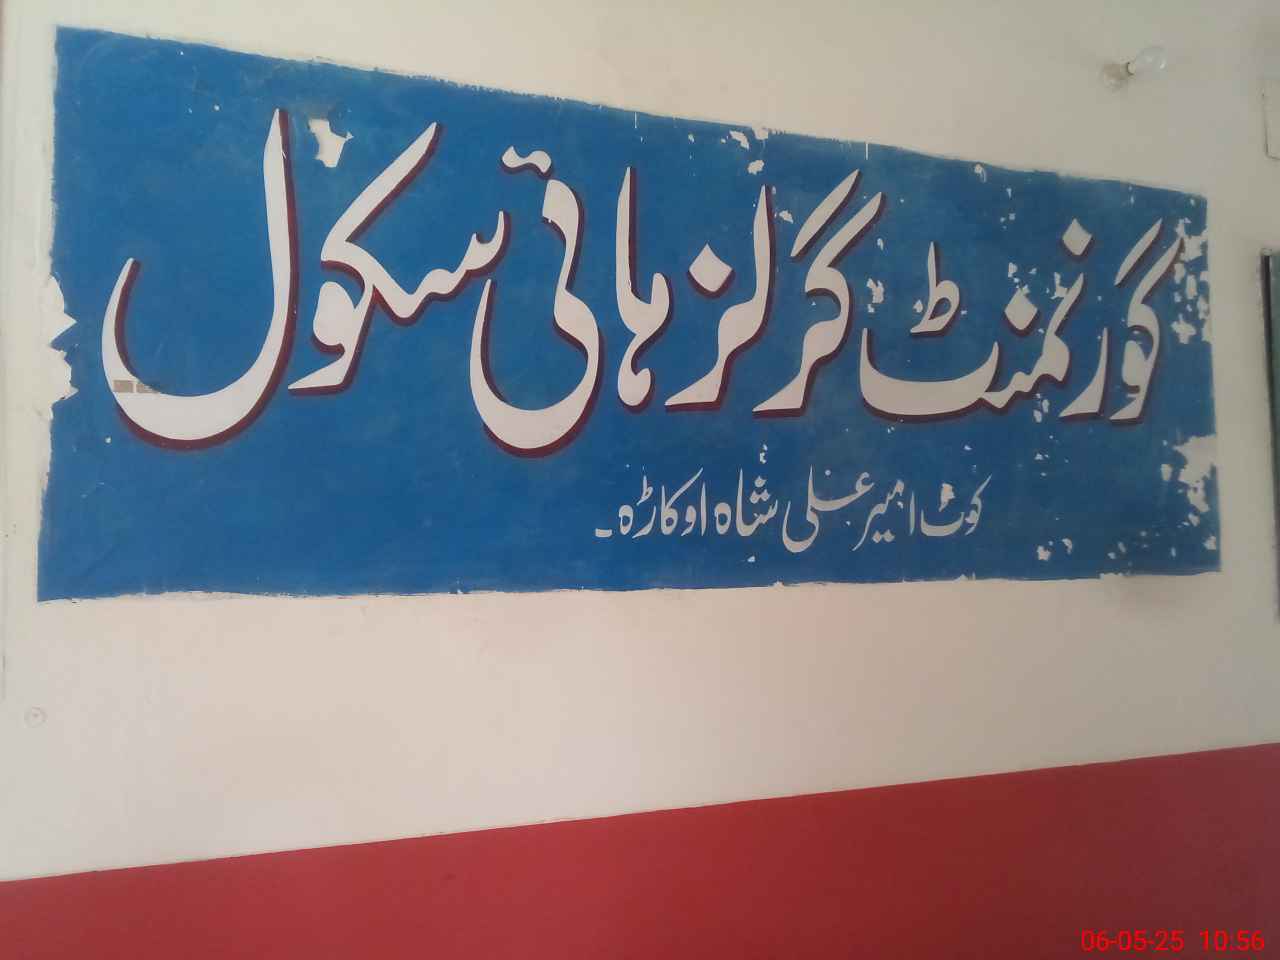 گورنمنٹ گرلز ہائی سکول
کوٹ امیر علی شاہ اوکاڑہ۔
06-05-25 10:56